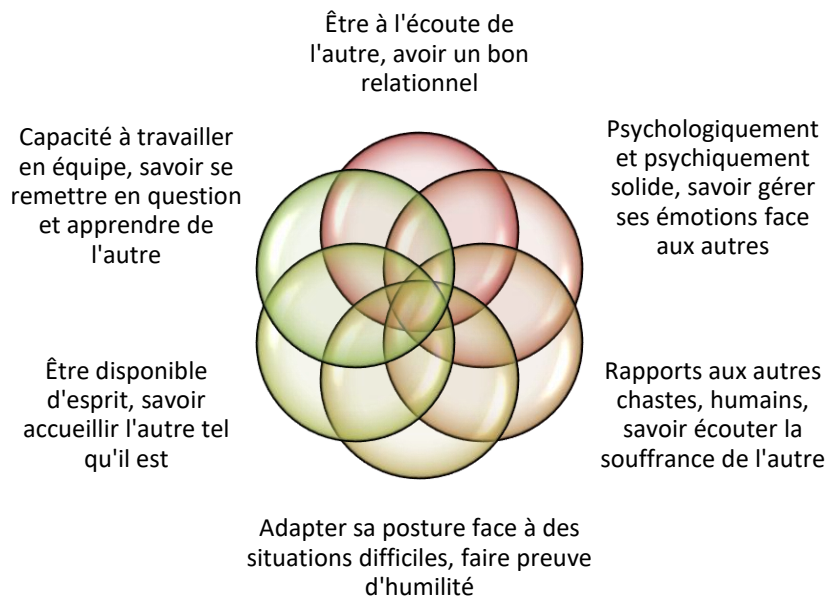 Être à l'écoute de
l'autre, avoir un bon
relationnel
Psychologiquement
et psychiquement
solide, savoir gérer
ses émotions face
aux autres
Rapports aux autres
chastes, humains,
savoir écouter la
souffrance de l'autre
Adapter sa posture face à des
situations difficiles, faire preuve
d'humilité
Être disponible
d'esprit, savoir
accueillir l'autre tel
qu'il est
Capacité à travailler
en équipe, savoir se
remettre en question
et apprendre de
l'autre